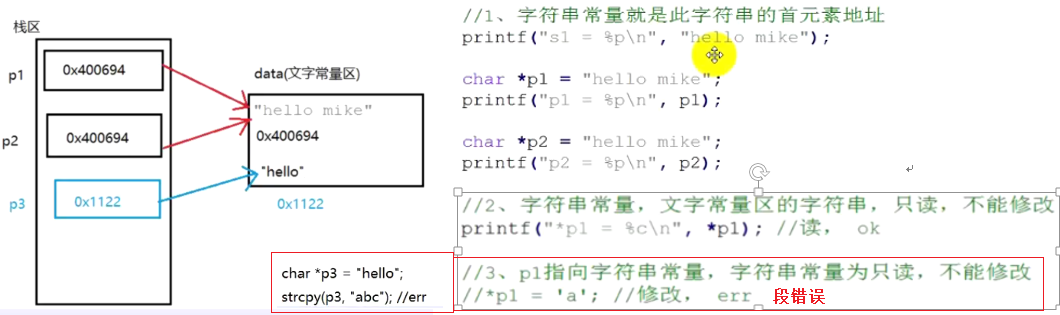 栈区
p1
0x400694
p2
0x400694
p3
0x1122
data(文字常量区)
"hello mike"
0x400694
"hello"
0x1122
char *p3 = "hello";
strcpy(p3, "abc"); //err
//1、字符串常量就是此字符串的首元素地址
printf("s1 = %p\n", "hello mike");
char *p1 = "hello mike";
printf("p1 = %p\n", p1);
char *p2 = "hello mike";
printf("p2 = %p\n", p2);
//2、字符串常量，文字常量区的字符串，只读，不能修改
printf("*p1 = %c\n", *p1); //读， ok
//3、p1指向字符串常量，字符串常量为只读，不能修改
//*p1 = 'a'; //修改， err 段错误